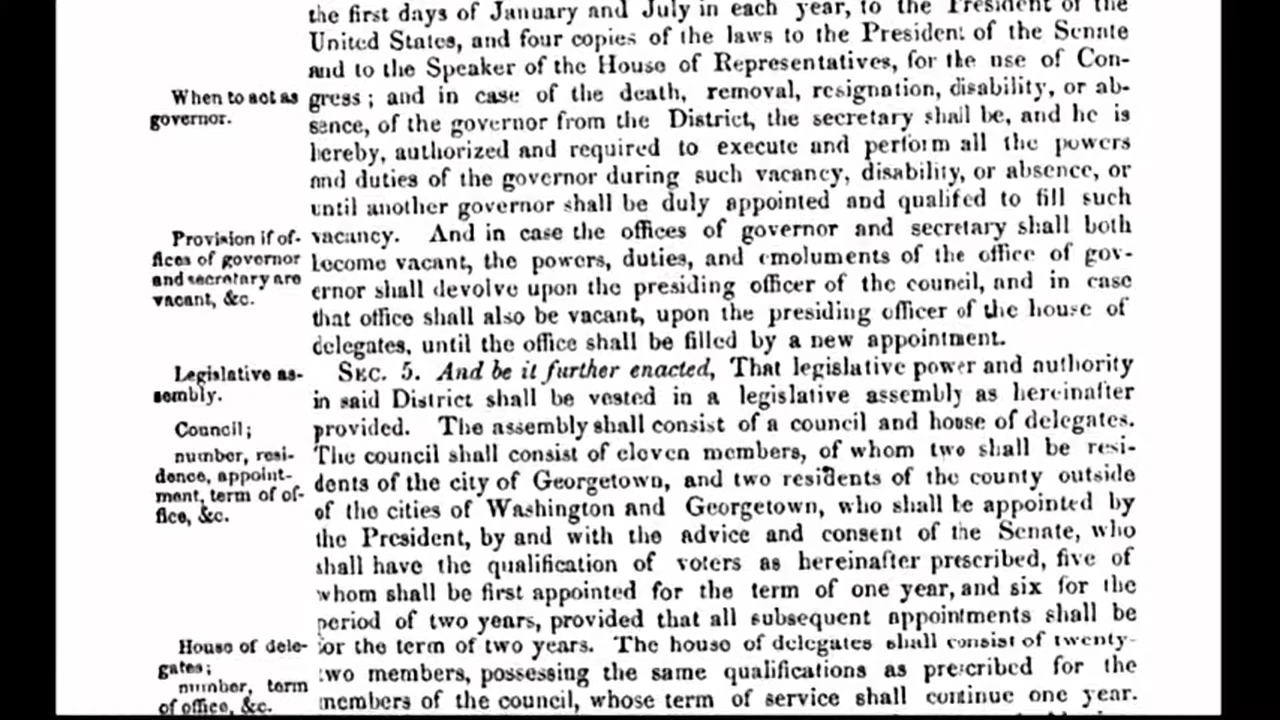 the first days of January and July in each year, to the President of the
United States, and four copies of the laws to the President of the Senate
and to the Speaker of the House of Representatives, for the use of Con-
When to act as
governor.
gress; and in case of the death, removal, resignation, disability, or ab-
sence, of the governor from the District, the secretary shall be, and he is
hereby, authorized and required to execute and perform all the powers
and duties of the governor during such vacancy, disability, or absence, or
until another governor shall be duly appointed and qualifed to fill such
Provision if of-
fices of governor
and secretary are
vacant, &c.
vacancy. And in case the offices of governor and secretary shall both
become vacant, the powers, duties, and emoluments of the office of gov-
ernor shall devolve upon the presiding officer of the council, and in case
that office shall also be vacant, upon the presiding officer of the house of
delegates, until the office shall be filled by a new appointment.
Legislative as-
sembly.
SEC. 5. And be it further enacted, That legislative power and authority
in said District shall be vested in a legislative assembly as hereinafter
provided. The assembly shall consist of a council and house of delegates.
Council;
number, resi-
dence, appoint-
ment, term of of-
fice, &c.
The council shall consist of eleven members, of whom two shall be resi-
dents of the city of Georgetown, and two residents of the county outside
of the cities of Washington and Georgetown, who shall be appointed by
the President, by and with the advice and consent of the Senate, who
shall have the qualification of voters as hereinafter prescribed, five of
whom shall be first appointed for the term of one year, and six for the
period of two years, provided that all subsequent appointments shall be
House of dele-
gates;
number, term
of office, &c.
for the term of two years. The house of delegates shall consist of twenty-
two members, possessing the same qualifications as prescribed for the
members of the council, whose term of service shall continue one year.